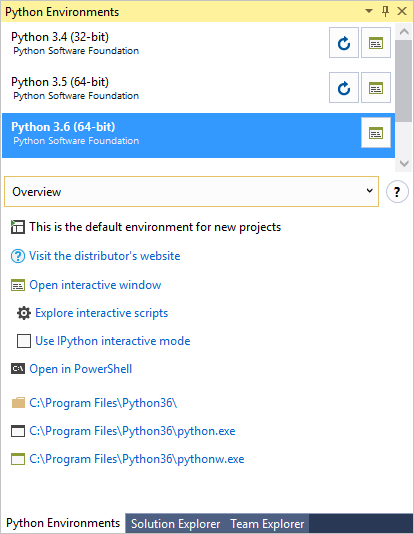 Python Environments
Python 3.4 (32-bit)
Python Software Foundation
Python 3.5 (64-bit)
Python Software Foundation
Python 3.6 (64-bit)
Python Software Foundation
Overview
?
This is the default environment for new projects
? Visit the distributor's website
Open interactive window
Explore interactive scripts
Use IPython interactive mode
C:\ Open in PowerShell
C:\Program Files\Python36\
C:\Program Files\Python36\python.exe
C:\Program Files\Python36\pythonw.exe
Python Environments Solution Explorer Team Explorer